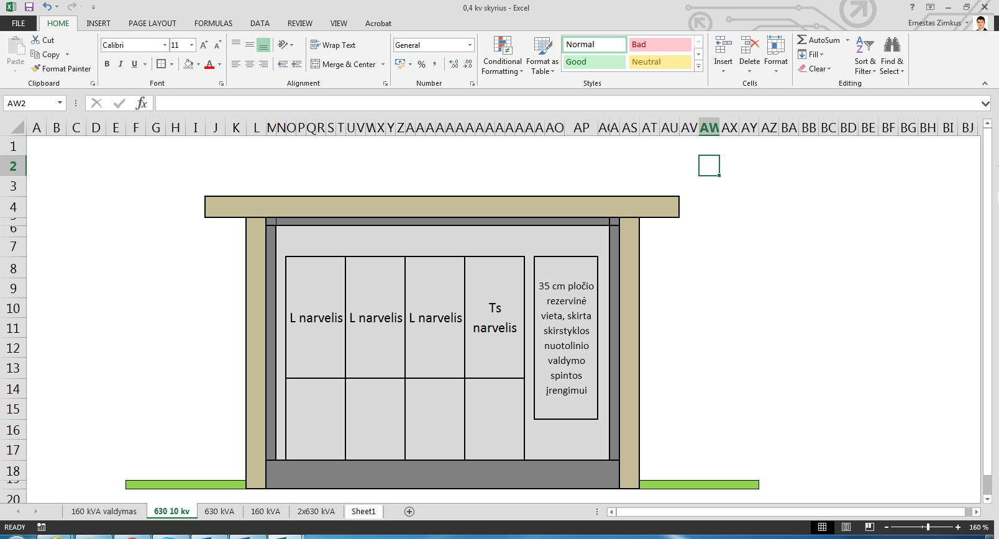 0,4 kv skyrius - Excel
FILE HOME INSERT PAGE LAYOUT FORMULAS DATA REVIEW VIEW Acrobat Ernestas Zimkus
Paste
Cut
Copy
Format Painter
Clipboard
Calibri 11
B I U
Font
Wrap Text
Merge & Center
Alignment
General
%
Number
Conditional Formatting
Format as Table
Normal Bad
Good Neutral
Styles
Insert Delete Format
Cells
AutoSum
Fill
Clear
Sort & Filter
Find & Select
Editing
AW2
fx
A B C D E F G H I J K L M N O P Q R S T U V W X Y Z AO AP AS AT AU AV AW AX AY AZ BA BB BC BD BE BF BG BH BI BJ
1
2
3
4
6
7
8
9
10
11
12
13
14
15
16
17
18
20
L narvelis L narvelis L narvelis
Ts
narvelis
35 cm pločio
rezervinė
vieta, skirta
skirstyklos
nuotolinio
valdymo
spintos
įrengimui
160 kVA valdymas 630 10 kv 630 kVA 160 kVA 2x630 kVA Sheet1
READY 160 %